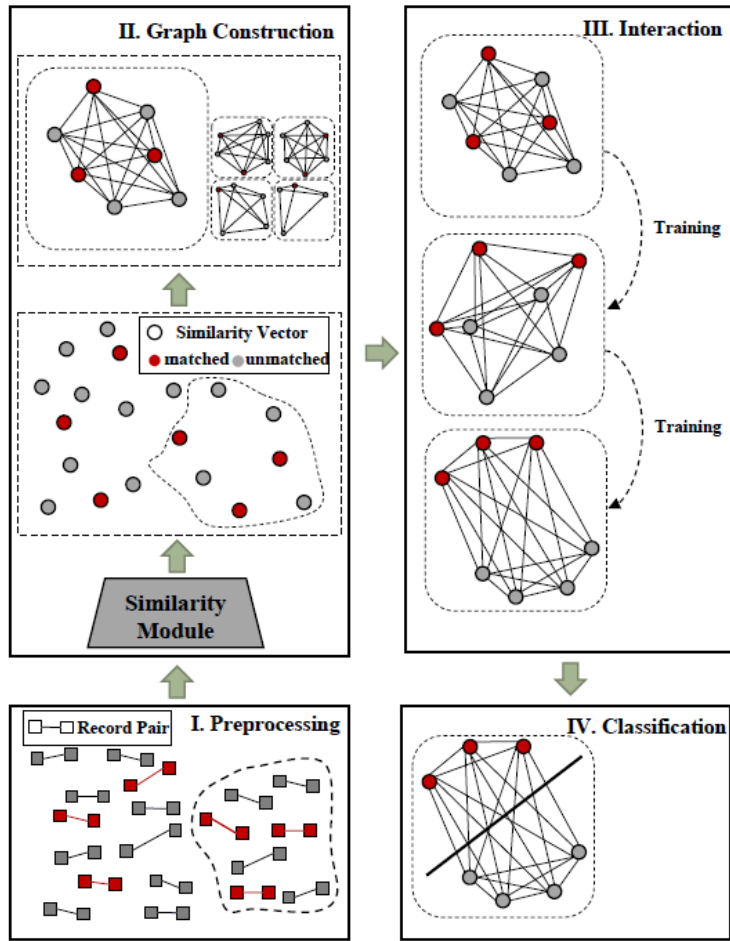 II. Graph Construction
Similarity Vector
matched unmatched
Similarity
Module
I. Preprocessing
Record Pair
III. Interaction
Training
Training
IV. Classification